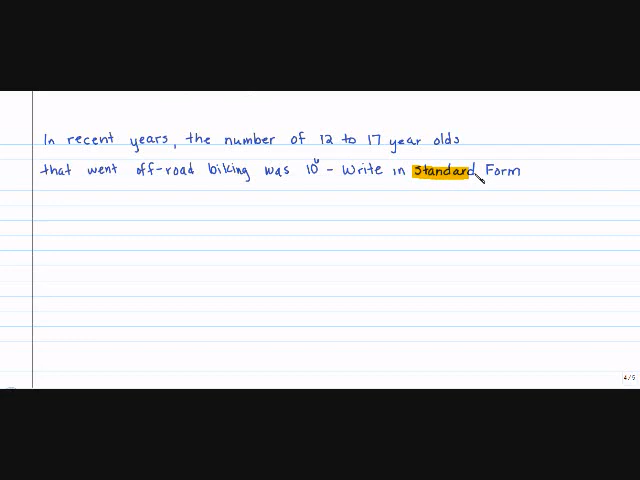 In recent years, the number of 12 to 17 year olds
that went off-road biking was 10⁶ - Write in standard Form
4/5